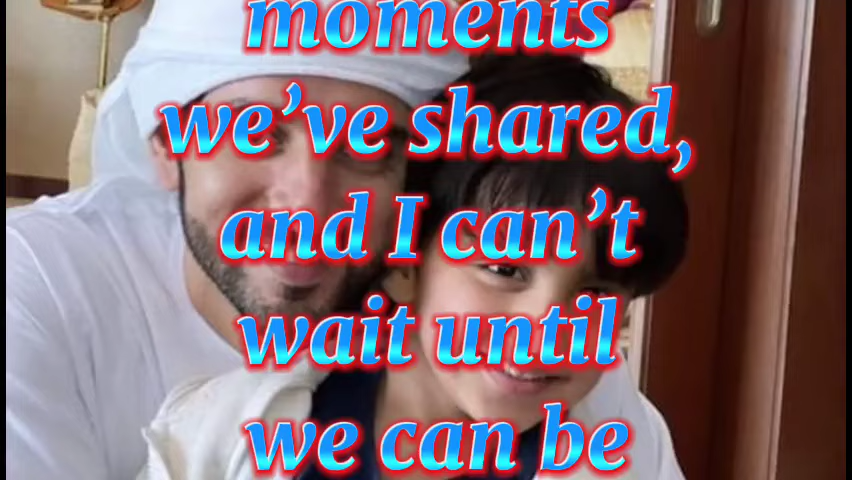 moments
we’ve shared,
and I can’t
wait until
we can be